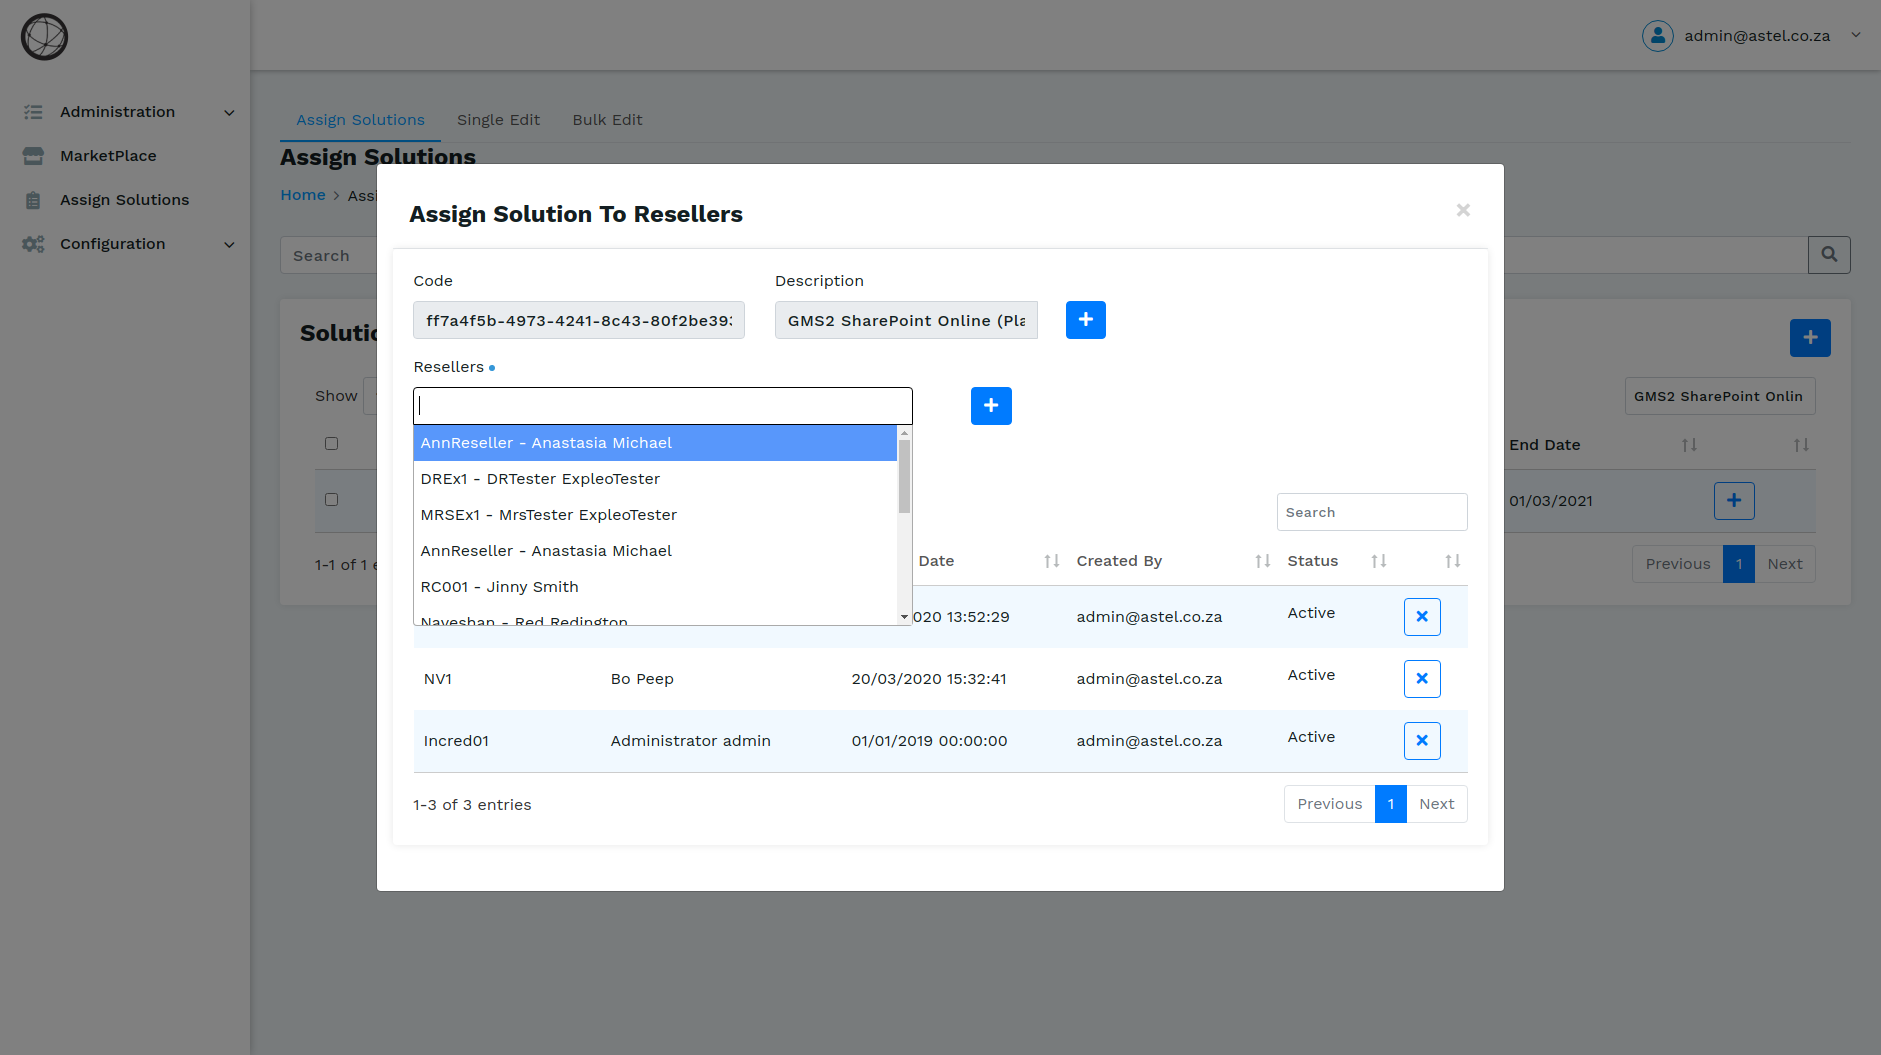 admin@astel.co.za
Administration
MarketPlace
Assign Solutions
Configuration
Assign Solutions Single Edit Bulk Edit
Assign Solutions
Home > Assi
Search
Solutio
Show
GMS2 SharePoint Onlin
End Date
01/03/2021
1-1 of 1 e
Previous 1 Next
Assign Solution To Resellers
×
Code Description
ff7a4f5b-4973-4241-8c43-80f2be393 GMS2 SharePoint Online (Pla
Resellers
AnnReseller - Anastasia Michael
DREx1 - DRTester ExpleoTester
MRSEx1 - MrsTester ExpleoTester
AnnReseller - Anastasia Michael
RC001 - Jinny Smith
Nayeshan - Red Redington
Search
Date Created By Status
020 13:52:29 admin@astel.co.za Active
NV1 Bo Peep 20/03/2020 15:32:41 admin@astel.co.za Active
Incred01 Administrator admin 01/01/2019 00:00:00 admin@astel.co.za Active
1-3 of 3 entries
Previous 1 Next